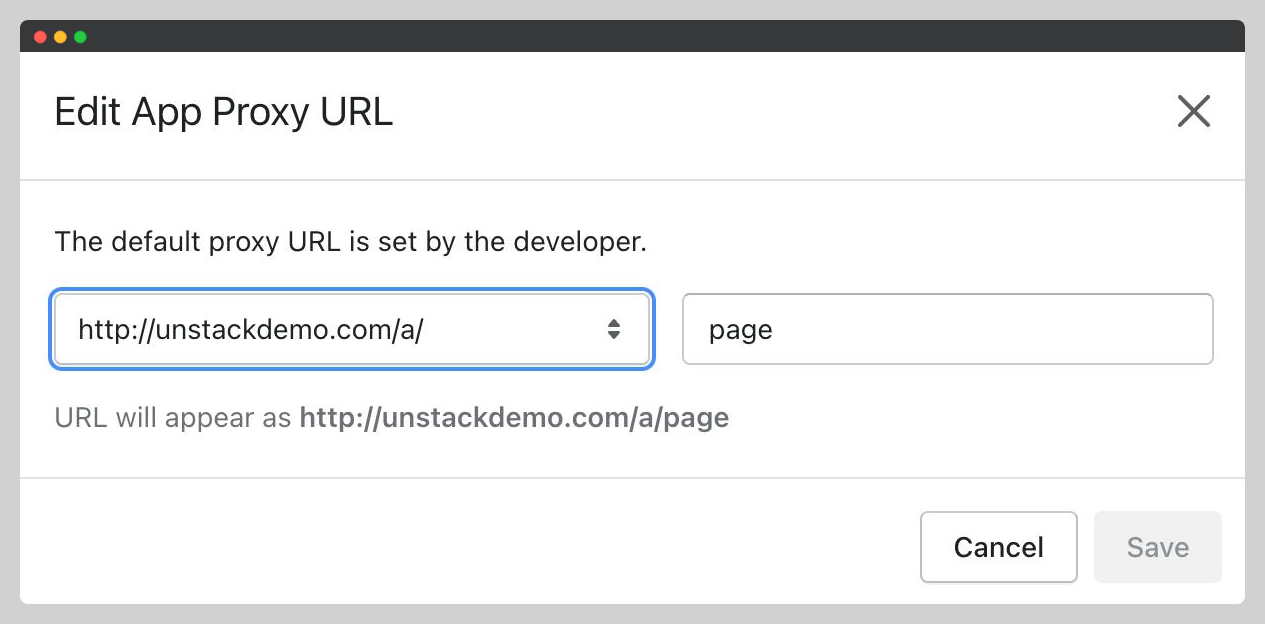 Edit App Proxy URL
The default proxy URL is set by the developer.
http://unstackdemo.com/a/ page
URL will appear as http://unstackdemo.com/a/page
Cancel Save